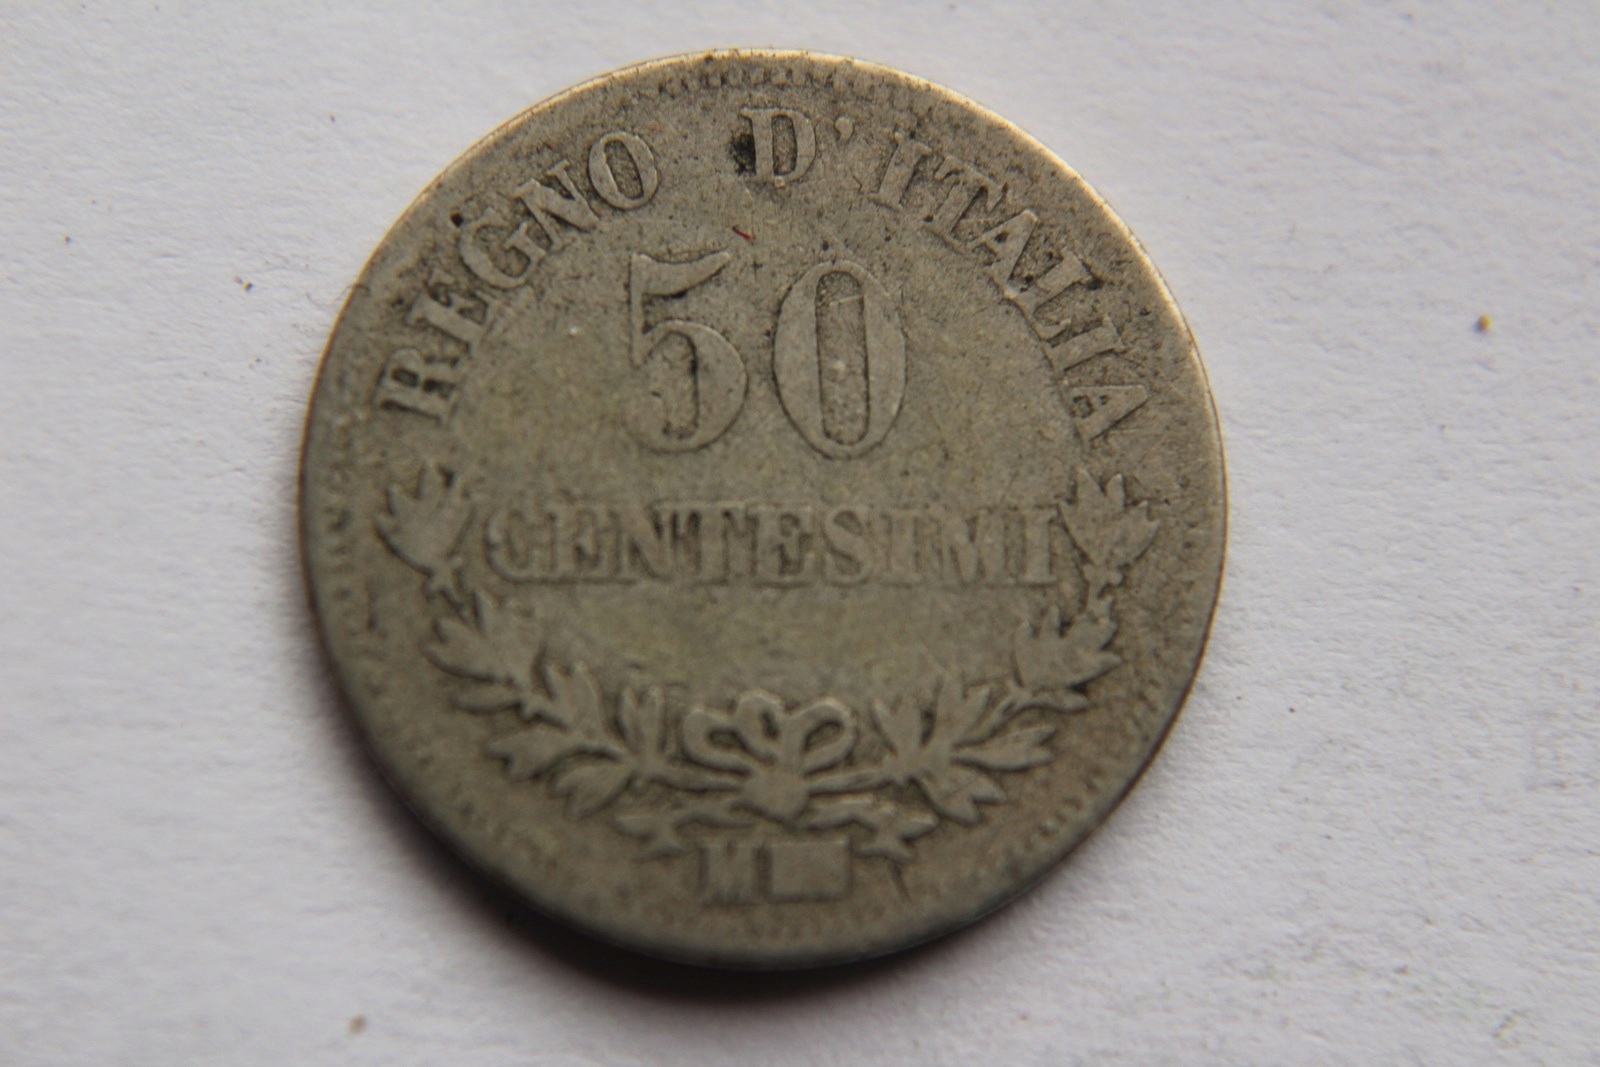 REGNO D'ITALIA
50
CENTESIMI
M